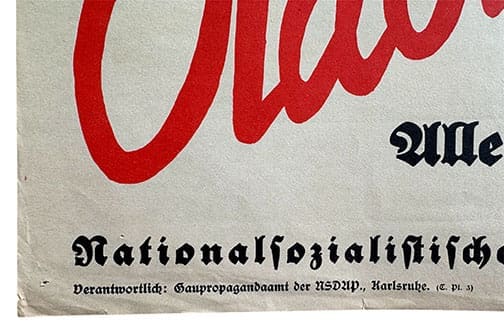 Alle
Nationalsozialistische
Verantwortlich: Gaupropagandaamt der NSDAP., Karlsruhe. (T. Pl. 3)